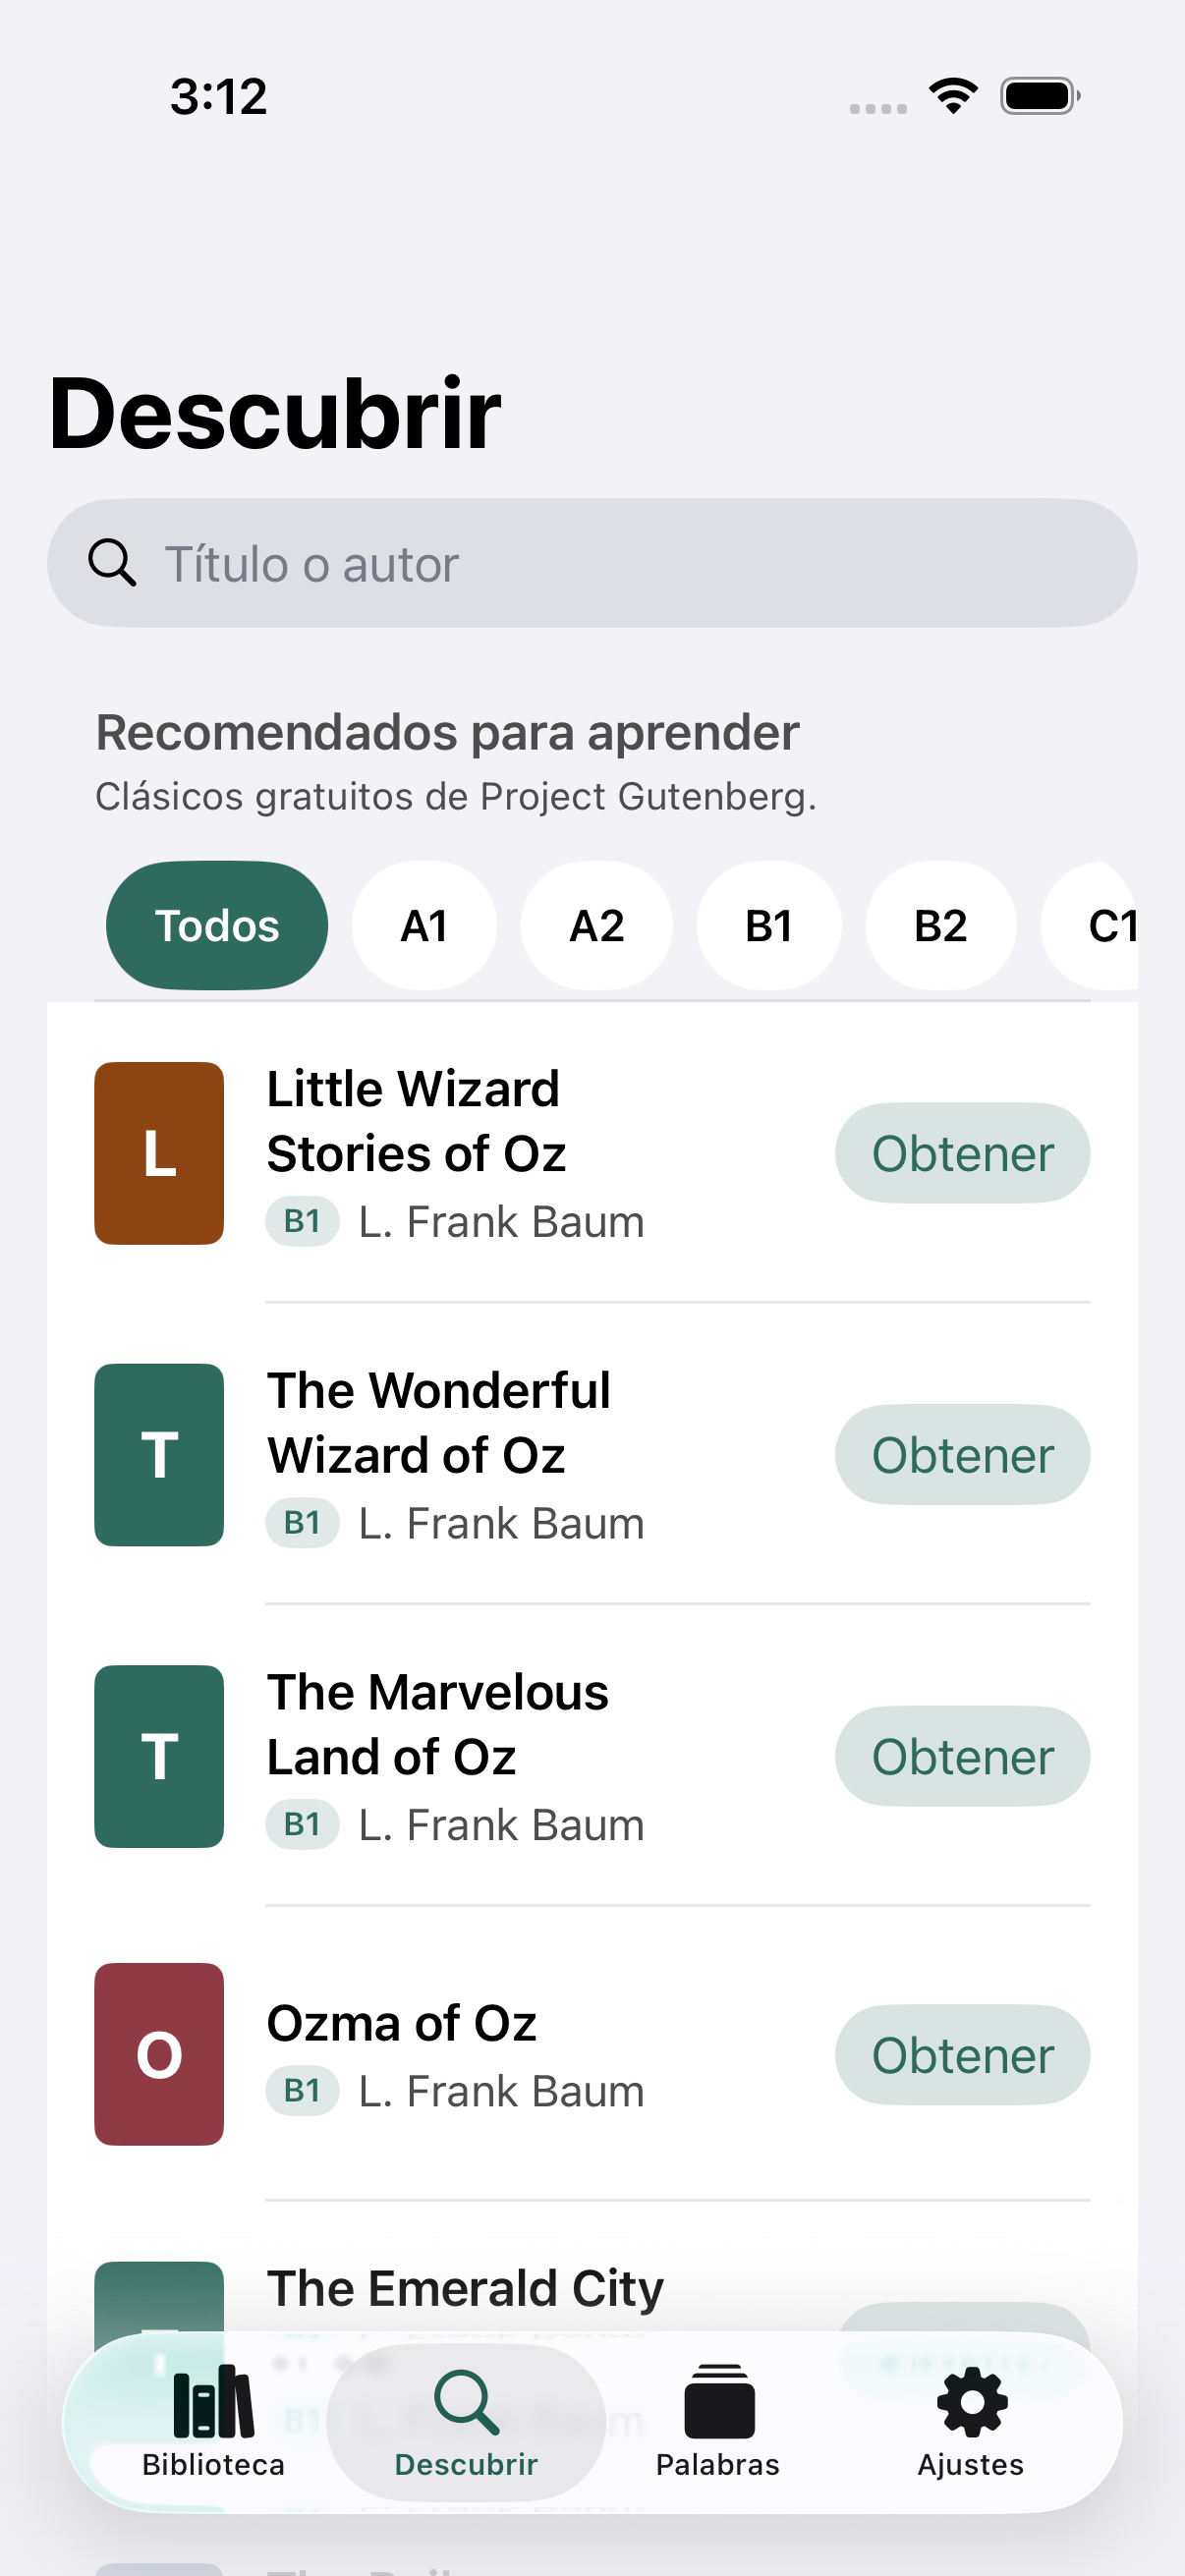 3:12
Descubrir
Título o autor
Recomendados para aprender
Clásicos gratuitos de Project Gutenberg.
Todos A1 A2 B1 B2 C1
L
Little Wizard
Stories of Oz
B1 L. Frank Baum
Obtener
T
The Wonderful
Wizard of Oz
B1 L. Frank Baum
Obtener
T
The Marvelous
Land of Oz
B1 L. Frank Baum
Obtener
O
Ozma of Oz
B1 L. Frank Baum
Obtener
The Emerald City
B1
Biblioteca Descubrir Palabras Ajustes